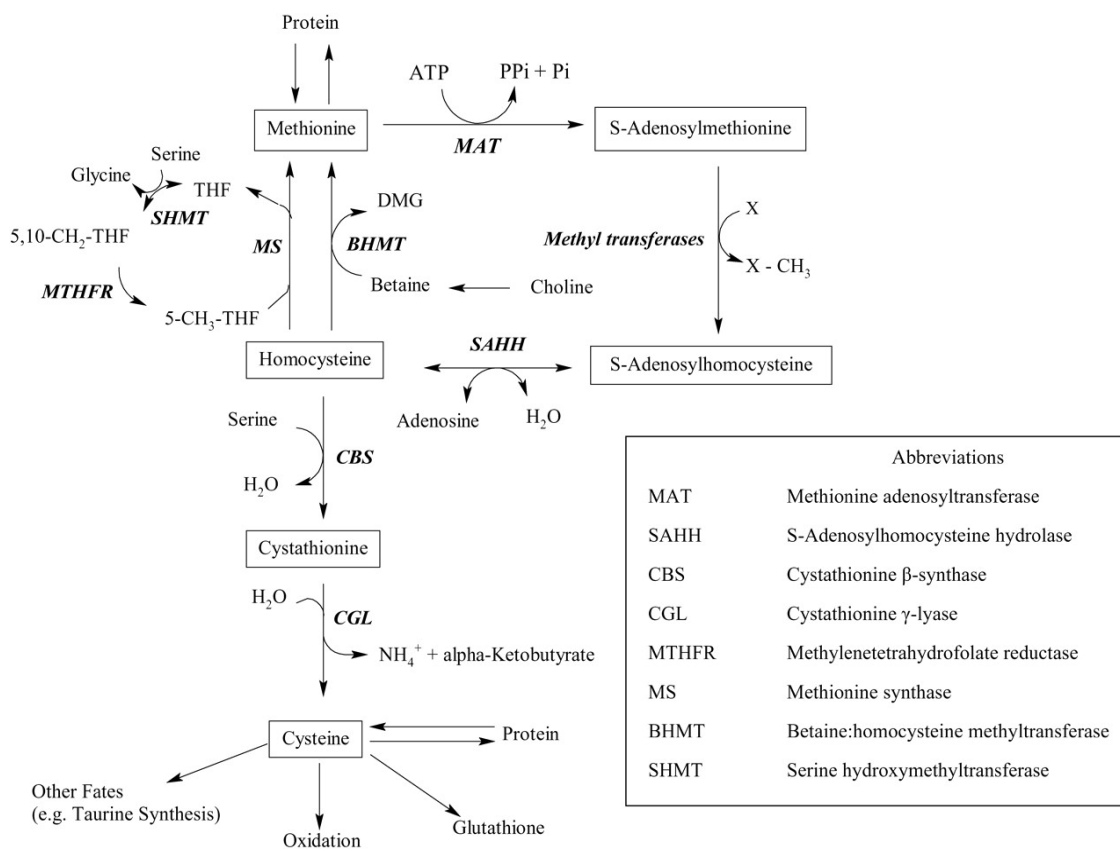 Protein
ATP
PPi + Pi
Methionine
MAT
S-Adenosylmethionine
Serine
Glycine
THF
SHMT
DMG
X
5,10-CH₂-THF
MS
BHMT
Methyl transferases
X - CH₃
MTHFR
Betaine
Choline
5-CH₃-THF
SAHH
Homocysteine
S-Adenosylhomocysteine
Adenosine
H₂O
Serine
CBS
H₂O
Cystathionine
H₂O
CGL
NH₄⁺ + alpha-Ketobutyrate
Cysteine
Protein
Other Fates
(e.g. Taurine Synthesis)
Oxidation
Glutathione
Abbreviations
MAT Methionine adenosyltransferase
SAHH S-Adenosylhomocysteine hydrolase
CBS Cystathionine β-synthase
CGL Cystathionine γ-lyase
MTHFR Methylenetetrahydrofolate reductase
MS Methionine synthase
BHMT Betaine:homocysteine methyltransferase
SHMT Serine hydroxymethyltransferase